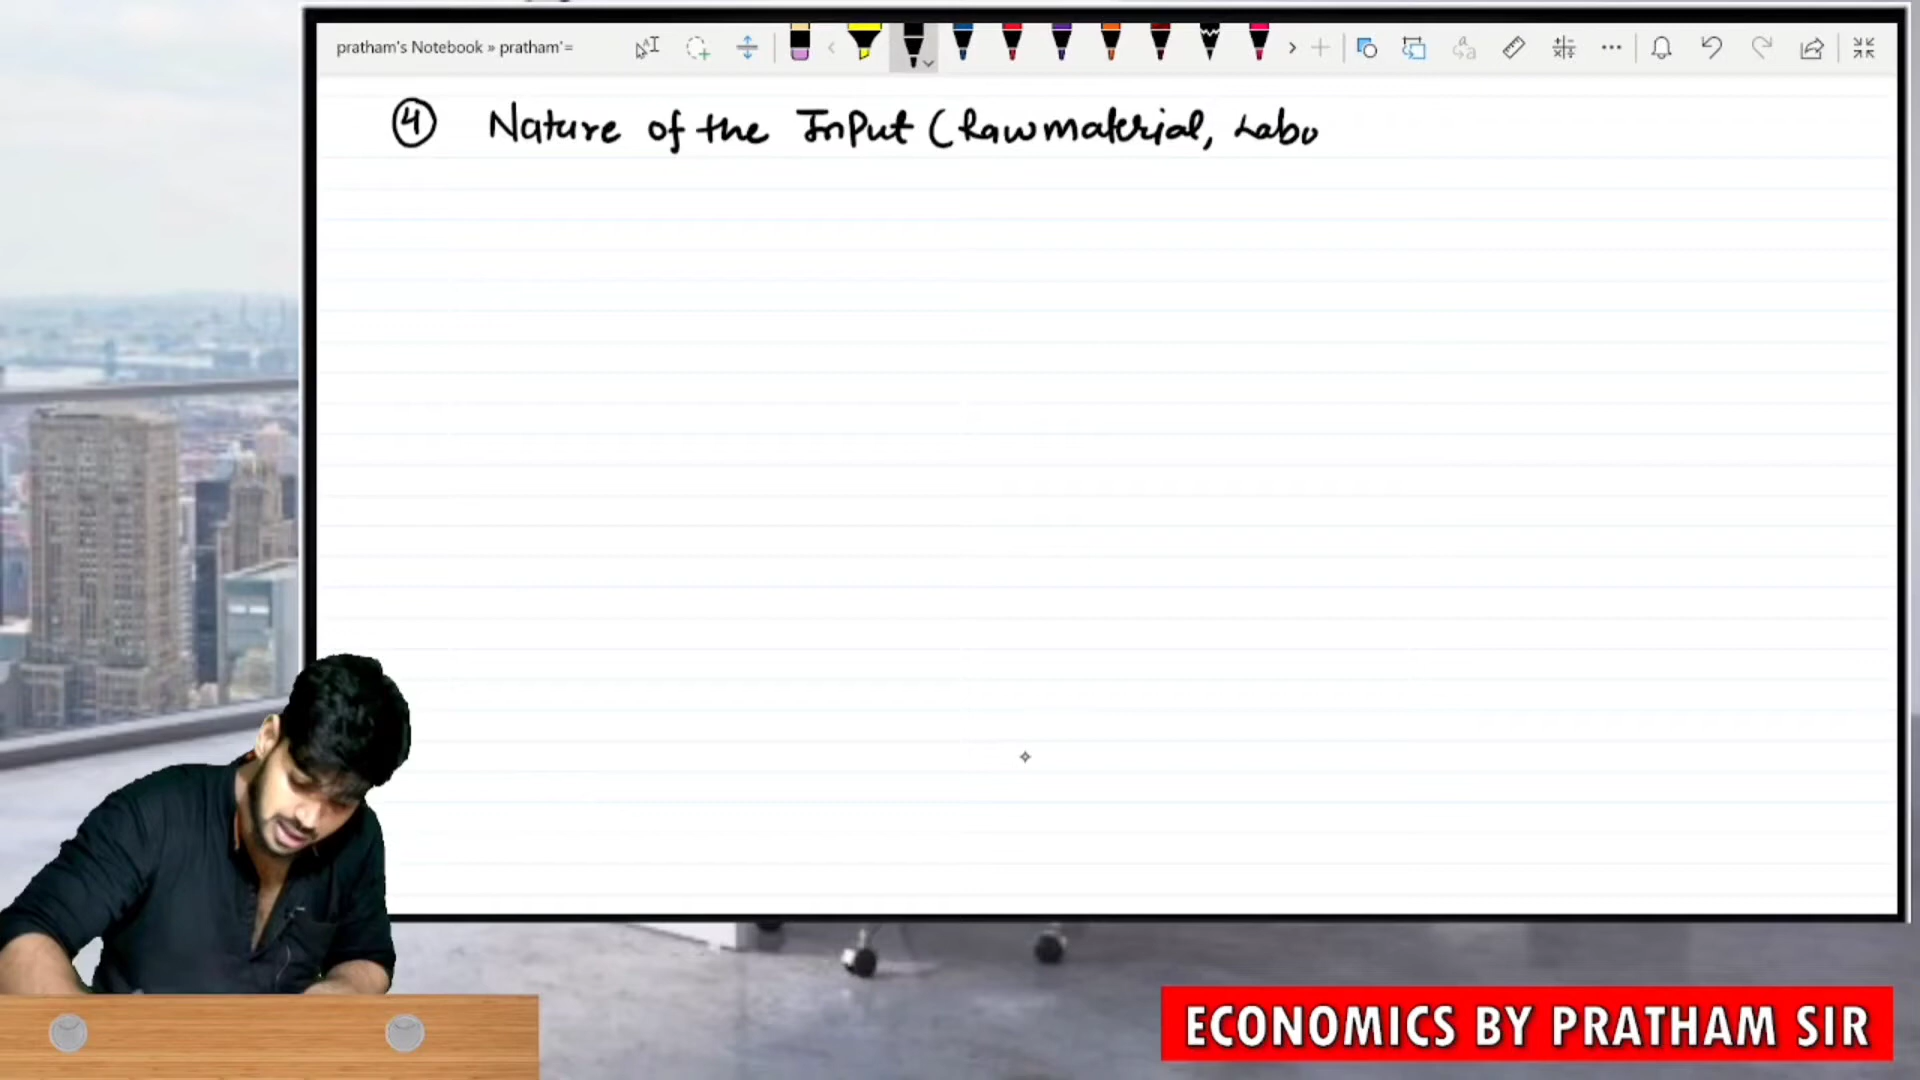 pratham's Notebook » pratham'=
④ Nature of the Input (Rawmaterial, Labo
ECONOMICS BY PRATHAM SIR